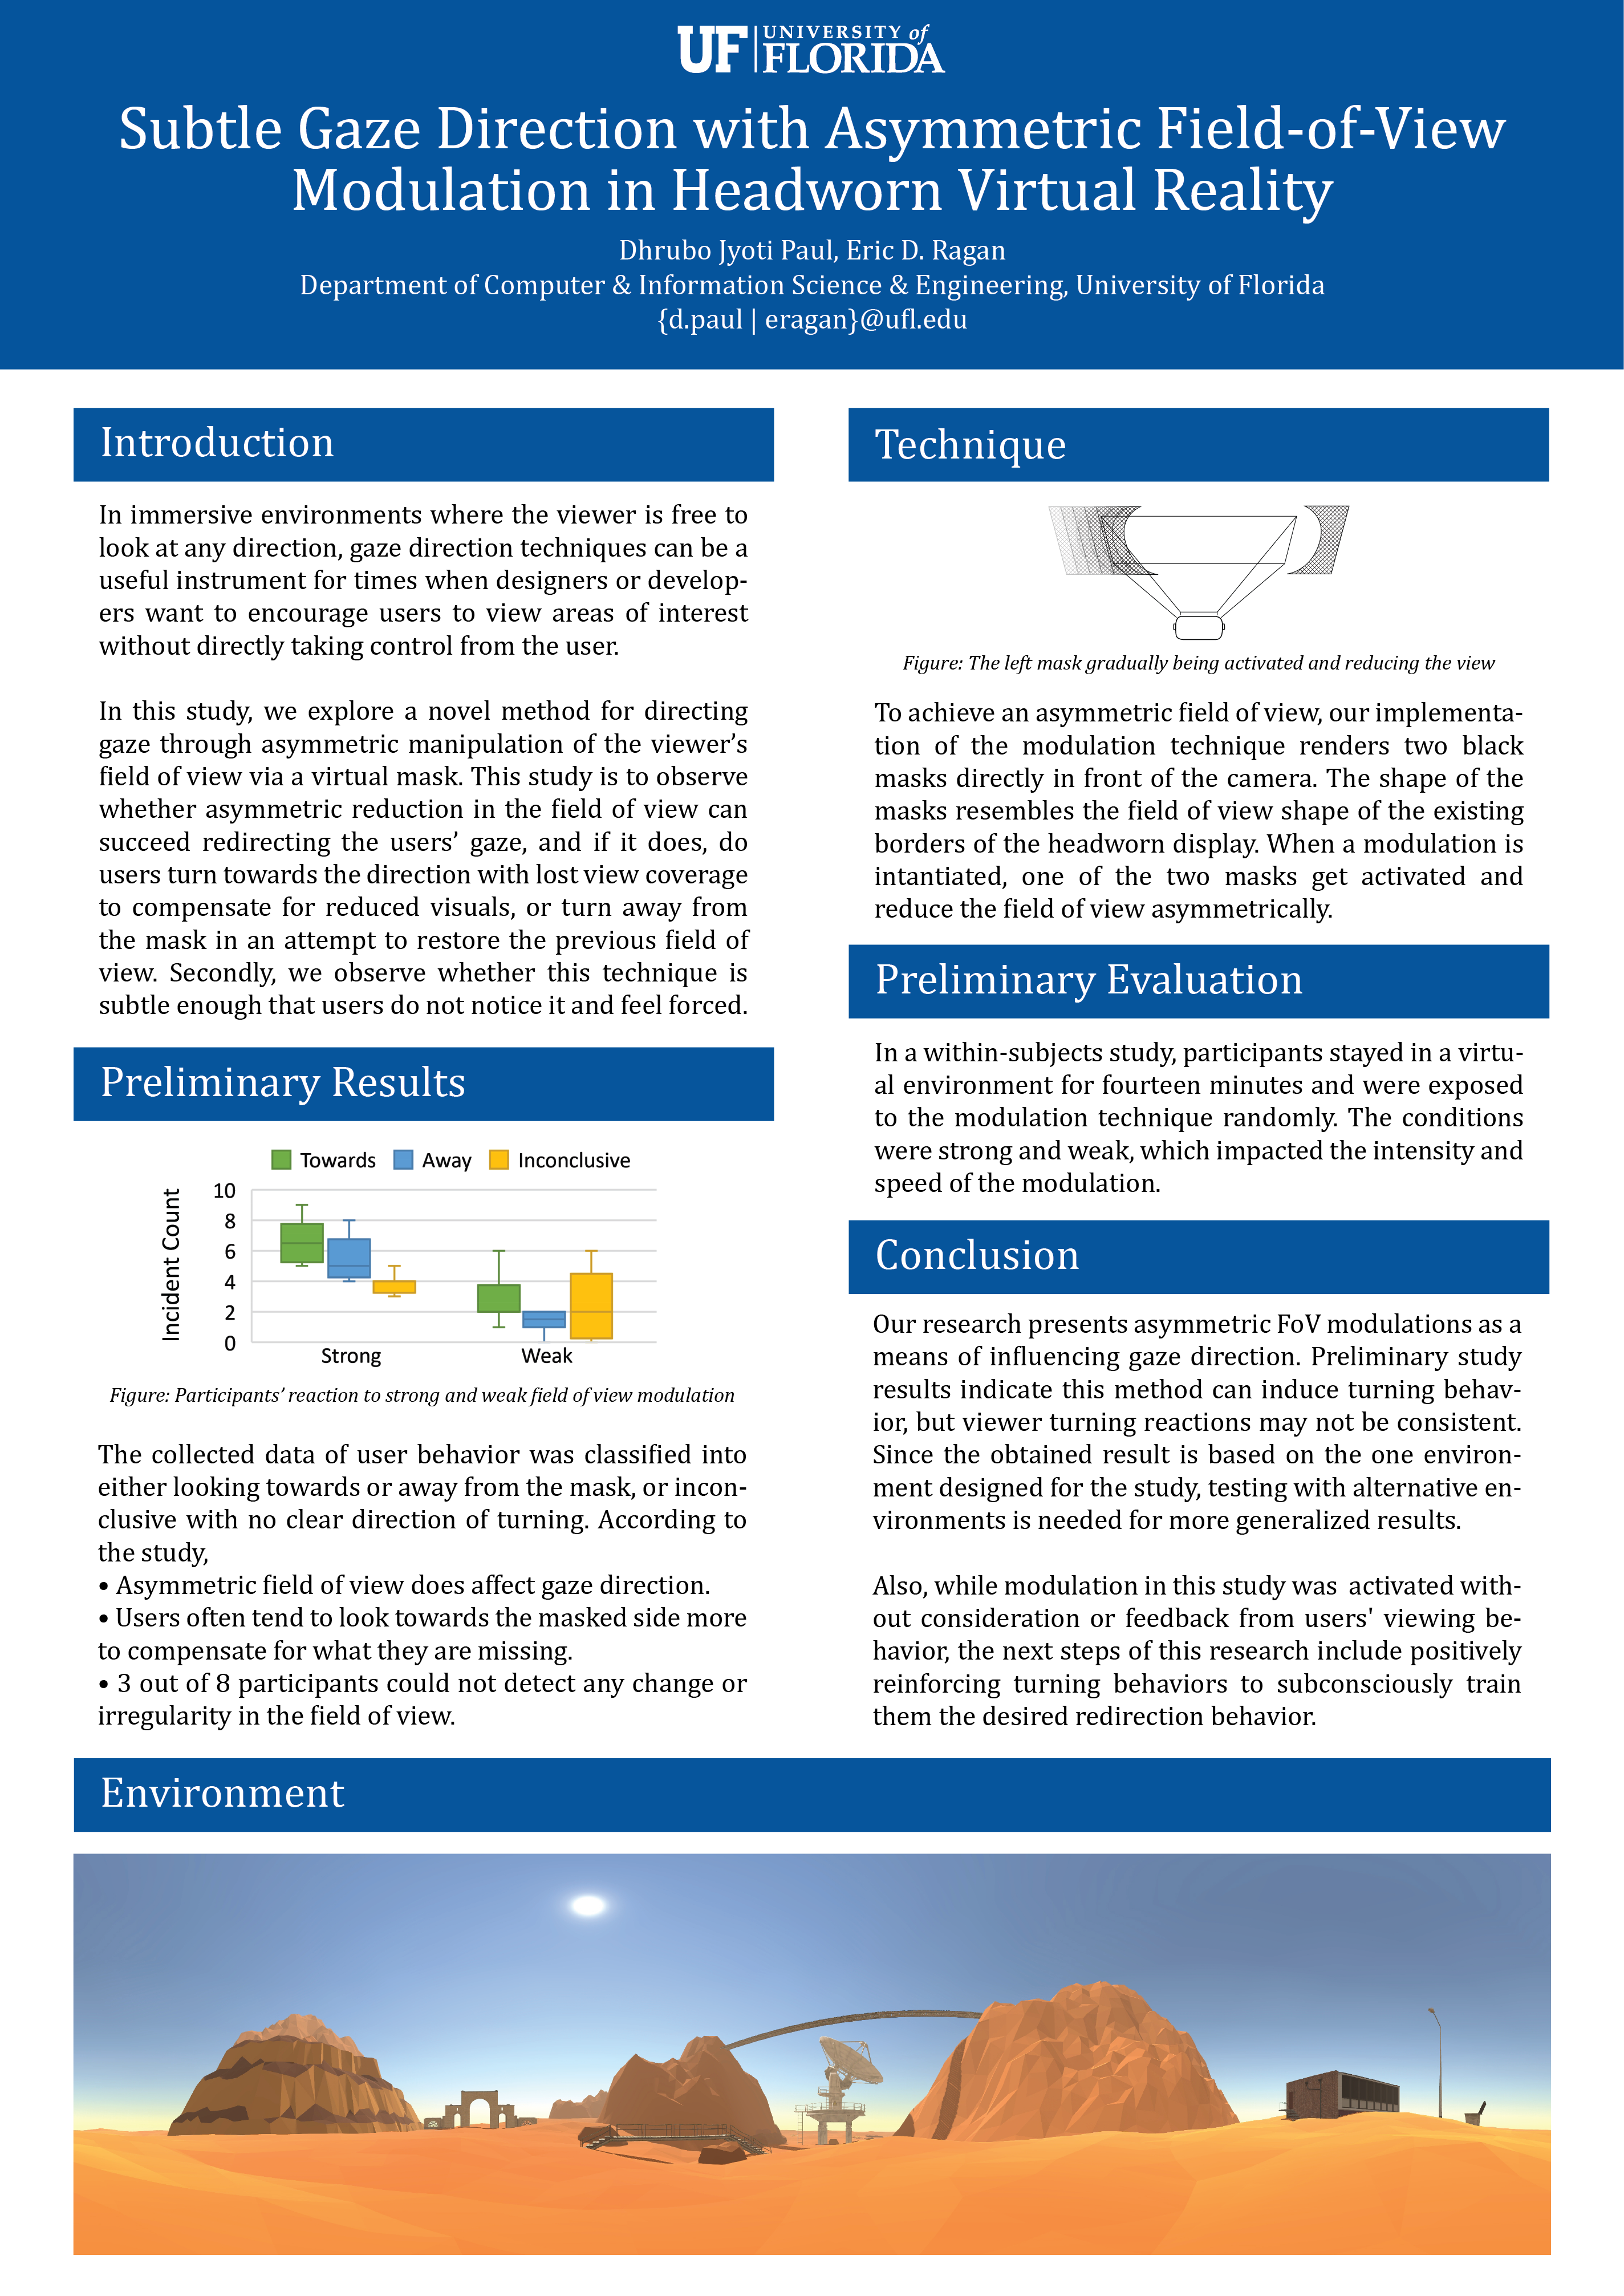 UF UNIVERSITY of
FLORIDA
Subtle Gaze Direction with Asymmetric Field-of-View
Modulation in Headworn Virtual Reality
Dhrubo Jyoti Paul, Eric D. Ragan
Department of Computer & Information Science & Engineering, University of Florida
{d.paul | eragan}@ufl.edu
Introduction
In immersive environments where the viewer is free to
look at any direction, gaze direction techniques can be a
useful instrument for times when designers or develop-
ers want to encourage users to view areas of interest
without directly taking control from the user.
In this study, we explore a novel method for directing
gaze through asymmetric manipulation of the viewer’s
field of view via a virtual mask. This study is to observe
whether asymmetric reduction in the field of view can
succeed redirecting the users’ gaze, and if it does, do
users turn towards the direction with lost view coverage
to compensate for reduced visuals, or turn away from
the mask in an attempt to restore the previous field of
view. Secondly, we observe whether this technique is
subtle enough that users do not notice it and feel forced.
Preliminary Results
Towards Away Inconclusive
Incident Count
10
8
6
4
2
0
Strong Weak
Figure: Participants’ reaction to strong and weak field of view modulation
The collected data of user behavior was classified into
either looking towards or away from the mask, or incon-
clusive with no clear direction of turning. According to
the study,
• Asymmetric field of view does affect gaze direction.
• Users often tend to look towards the masked side more
to compensate for what they are missing.
• 3 out of 8 participants could not detect any change or
irregularity in the field of view.
Technique
Figure: The left mask gradually being activated and reducing the view
To achieve an asymmetric field of view, our implementa-
tion of the modulation technique renders two black
masks directly in front of the camera. The shape of the
masks resembles the field of view shape of the existing
borders of the headworn display. When a modulation is
intantiated, one of the two masks get activated and
reduce the field of view asymmetrically.
Preliminary Evaluation
In a within-subjects study, participants stayed in a virtu-
al environment for fourteen minutes and were exposed
to the modulation technique randomly. The conditions
were strong and weak, which impacted the intensity and
speed of the modulation.
Conclusion
Our research presents asymmetric FoV modulations as a
means of influencing gaze direction. Preliminary study
results indicate this method can induce turning behav-
ior, but viewer turning reactions may not be consistent.
Since the obtained result is based on the one environ-
ment designed for the study, testing with alternative en-
vironments is needed for more generalized results.
Also, while modulation in this study was activated with-
out consideration or feedback from users' viewing be-
havior, the next steps of this research include positively
reinforcing turning behaviors to subconsciously train
them the desired redirection behavior.
Environment